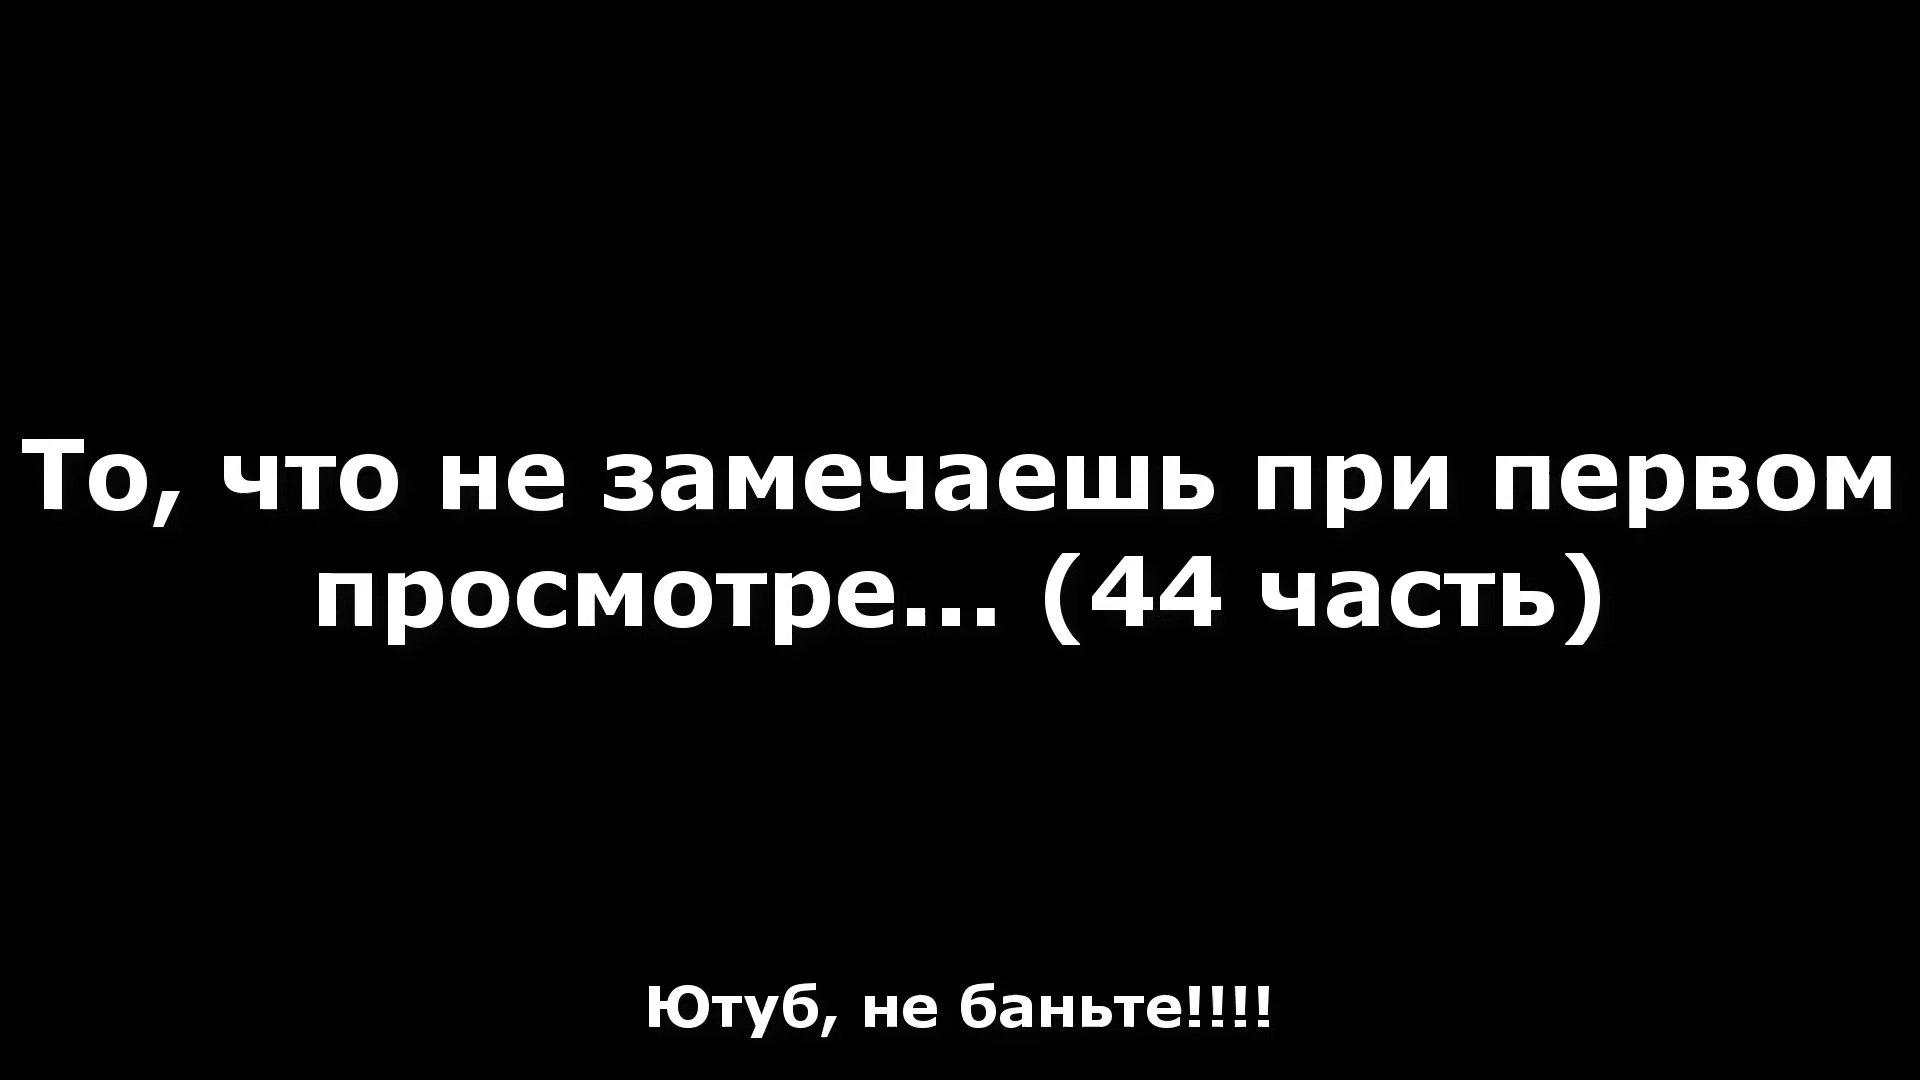 То, что не замечаешь при первом
просмотре... (44 часть)
Ютуб, не баньте!!!!